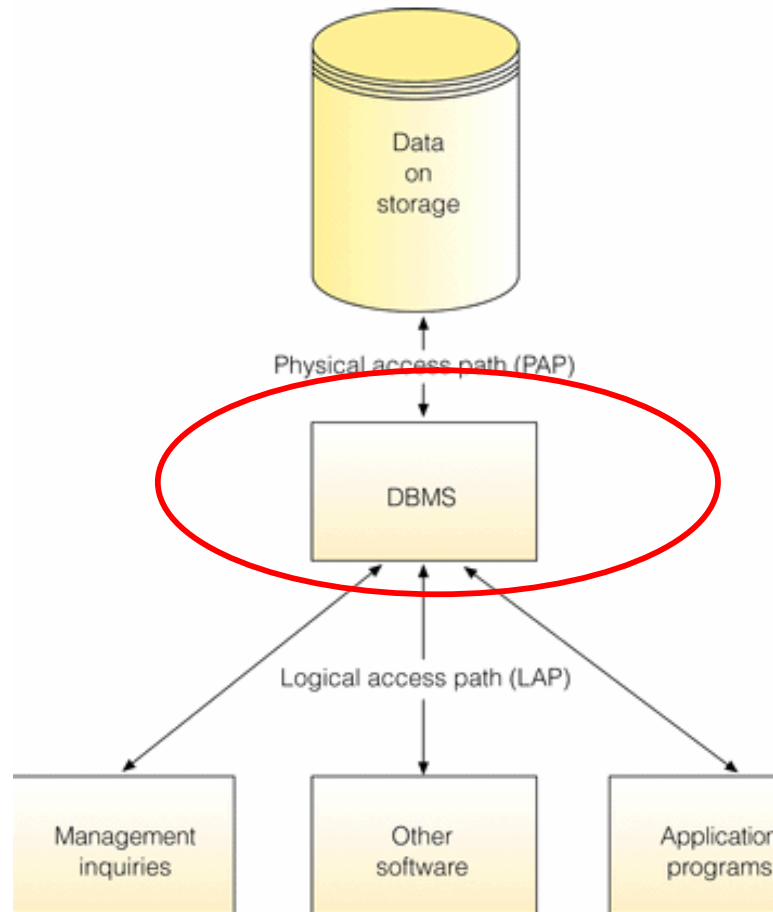 Data
on
storage
Physical access path (PAP)
DBMS
Logical access path (LAP)
Management
inquiries
Other
software
Application
programs